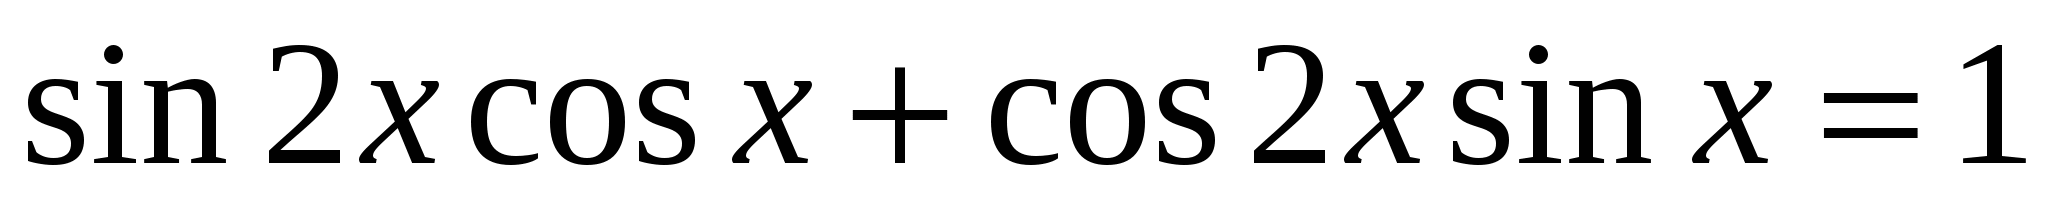 sin 2x cos x + cos 2x sin x = 1